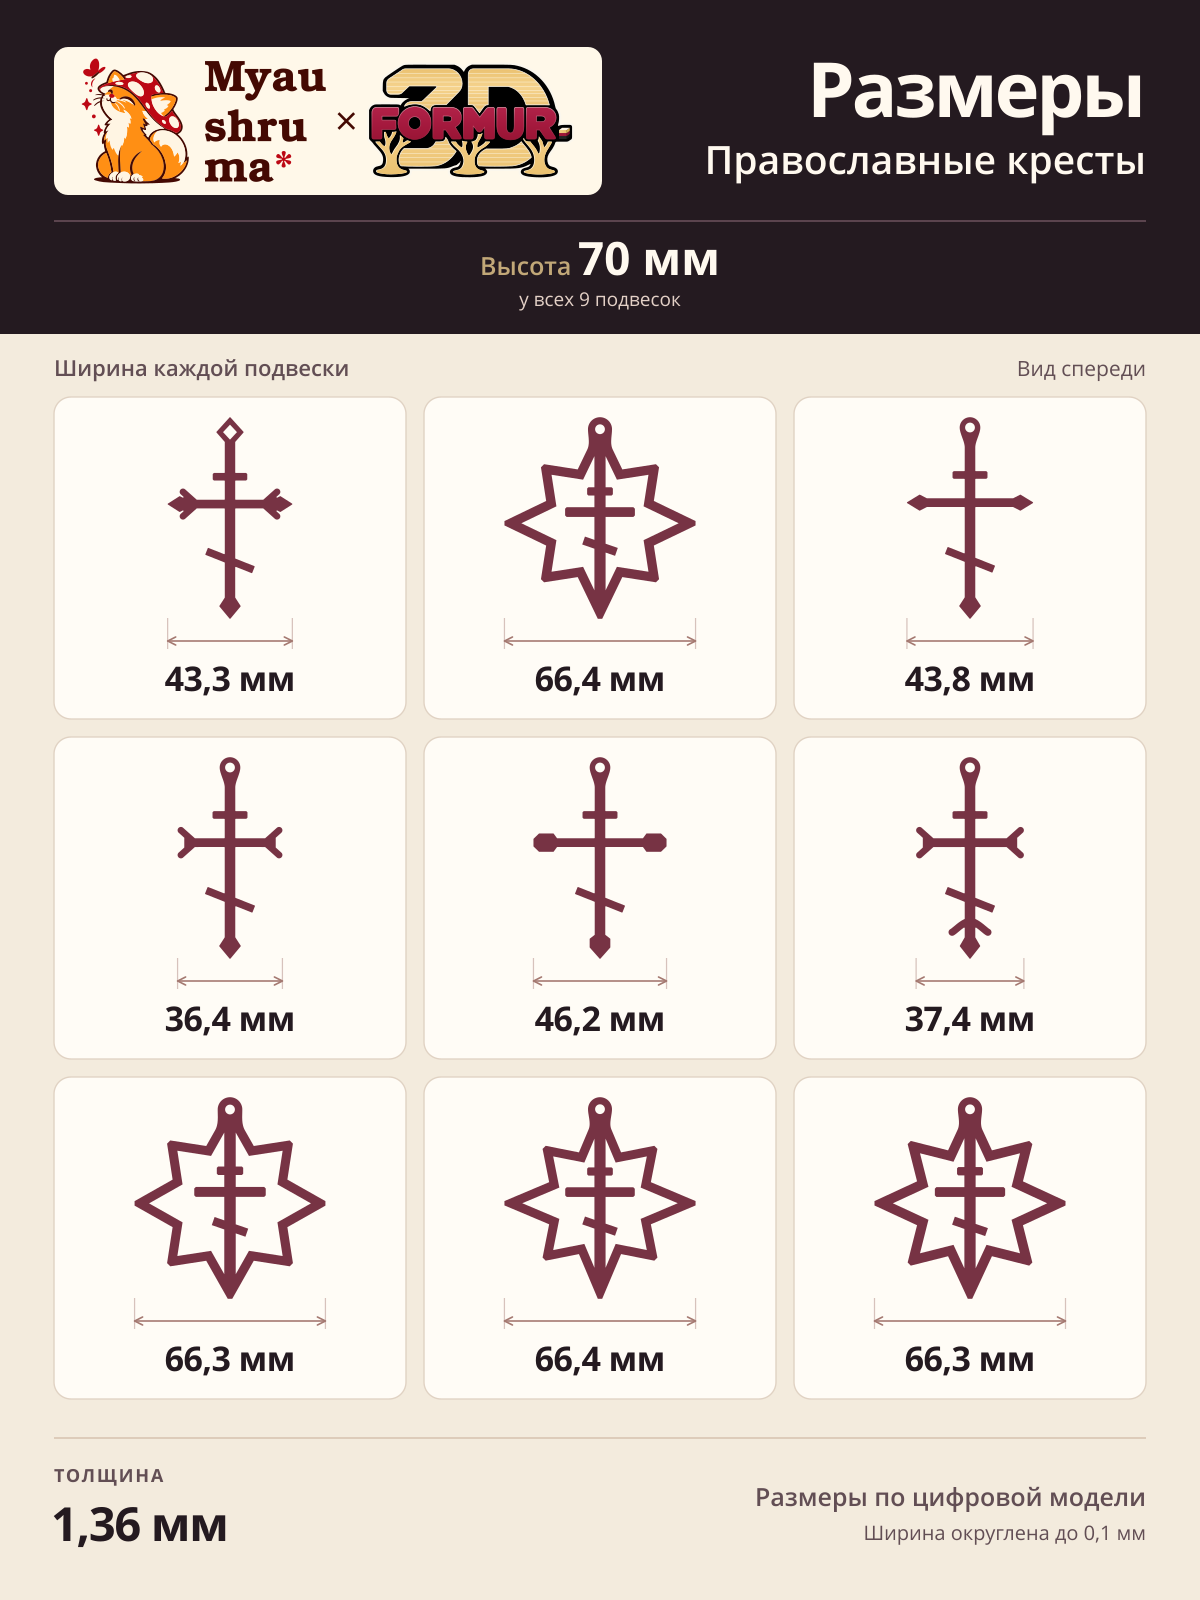 Myau
shru
ma*
×
3D
FORMUR
Размеры
Православные кресты
Высота 70 мм
у всех 9 подвесок
Ширина каждой подвески
Вид спереди
43,3 мм
66,4 мм
43,8 мм
36,4 мм
46,2 мм
37,4 мм
66,3 мм
66,4 мм
66,3 мм
ТОЛЩИНА
1,36 мм
Размеры по цифровой модели
Ширина округлена до 0,1 мм